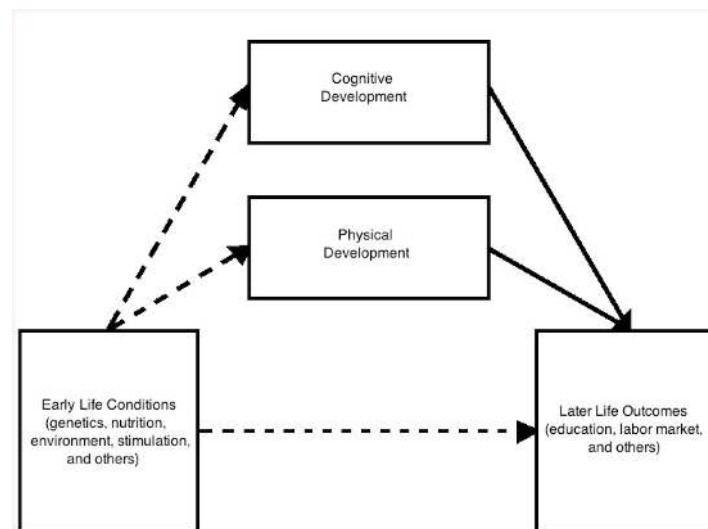 Cognitive
Development
Physical
Development
Early Life Conditions
(genetics, nutrition,
environment, stimulation,
and others)
Later Life Outcomes
(education, labor market,
and others)